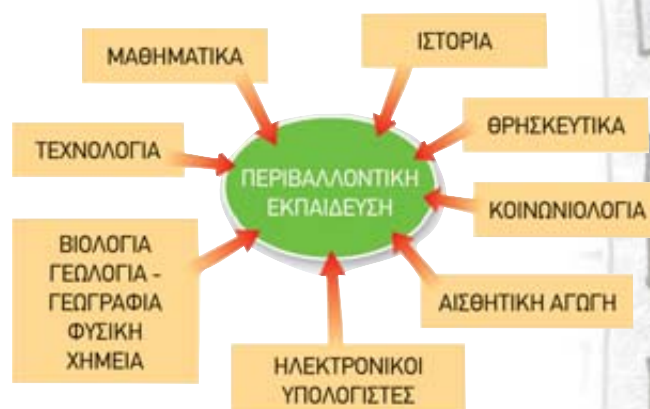 ΜΑΘΗΜΑΤΙΚΑ
ΙΣΤΟΡΙΑ
ΤΕΧΝΟΛΟΓΙΑ
ΘΡΗΣΚΕΥΤΙΚΑ
ΠΕΡΙΒΑΛΛΟΝΤΙΚΗ
ΕΚΠΑΙΔΕΥΣΗ
ΚΟΙΝΩΝΙΟΛΟΓΙΑ
ΒΙΟΛΟΓΙΑ
ΓΕΩΛΟΓΙΑ -
ΓΕΩΓΡΑΦΙΑ
ΦΥΣΙΚΗ
ΧΗΜΕΙΑ
ΑΙΣΘΗΤΙΚΗ ΑΓΩΓΗ
ΗΛΕΚΤΡΟΝΙΚΟΙ
ΥΠΟΛΟΓΙΣΤΕΣ